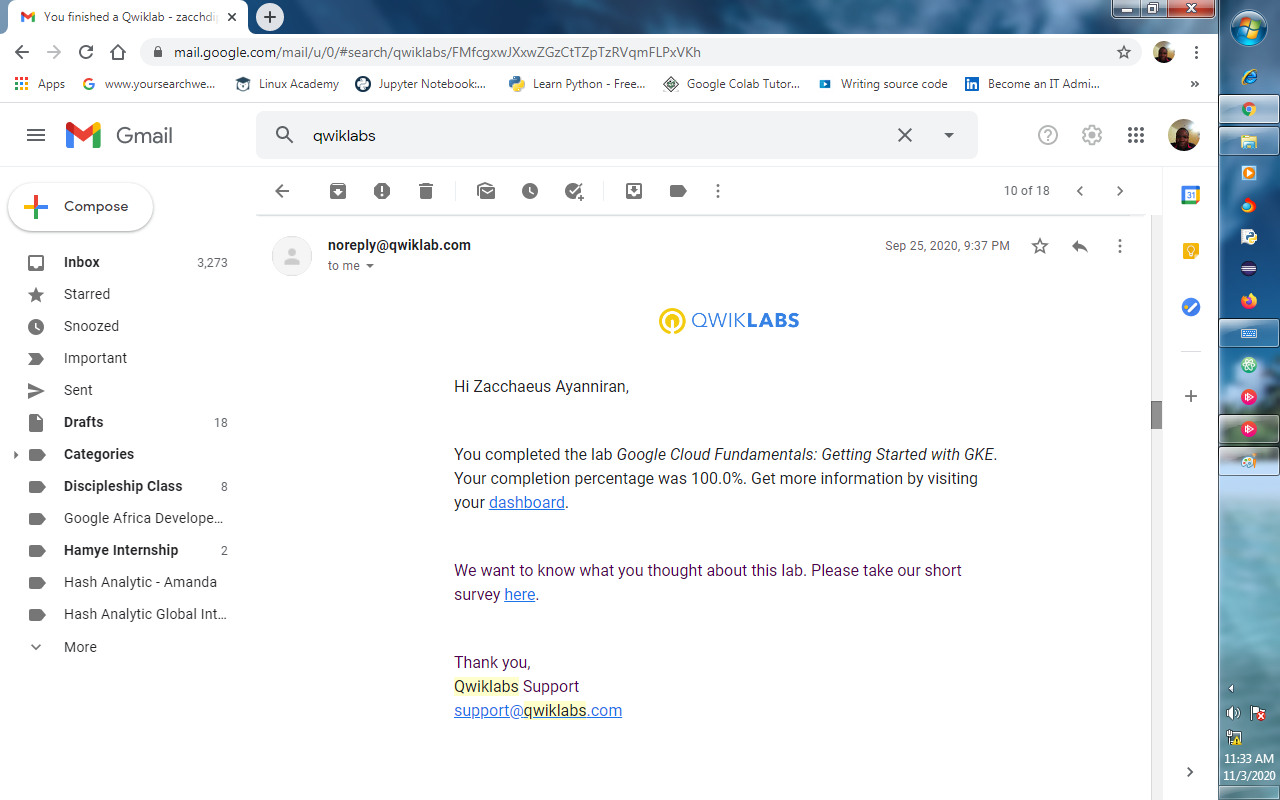 You finished a Qwiklab - zacchdi
mail.google.com/mail/u/0/#search/qwiklabs/FMfcgxwJXxwZGzCtTZpTzRVqmFLPxVKh
Apps
www.yoursearchwe...
Linux Academy
Jupyter Notebook:...
Learn Python - Free...
Google Colab Tutor...
Writing source code
Become an IT Admi...
»
Gmail
qwiklabs
Compose
10 of 18
Inbox 3,273
Starred
Snoozed
Important
Sent
Drafts 18
Categories
Discipleship Class 8
Google Africa Develope...
Hamye Internship 2
Hash Analytic - Amanda
Hash Analytic Global Int...
More
noreply@qwiklab.com
Sep 25, 2020, 9:37 PM
to me
QWIKLABS
Hi Zacchaeus Ayanniran,
You completed the lab Google Cloud Fundamentals: Getting Started with GKE.
Your completion percentage was 100.0%. Get more information by visiting
your dashboard.
We want to know what you thought about this lab. Please take our short
survey here.
Thank you,
Qwiklabs Support
support@qwiklabs.com
31
11:33 AM
11/3/2020